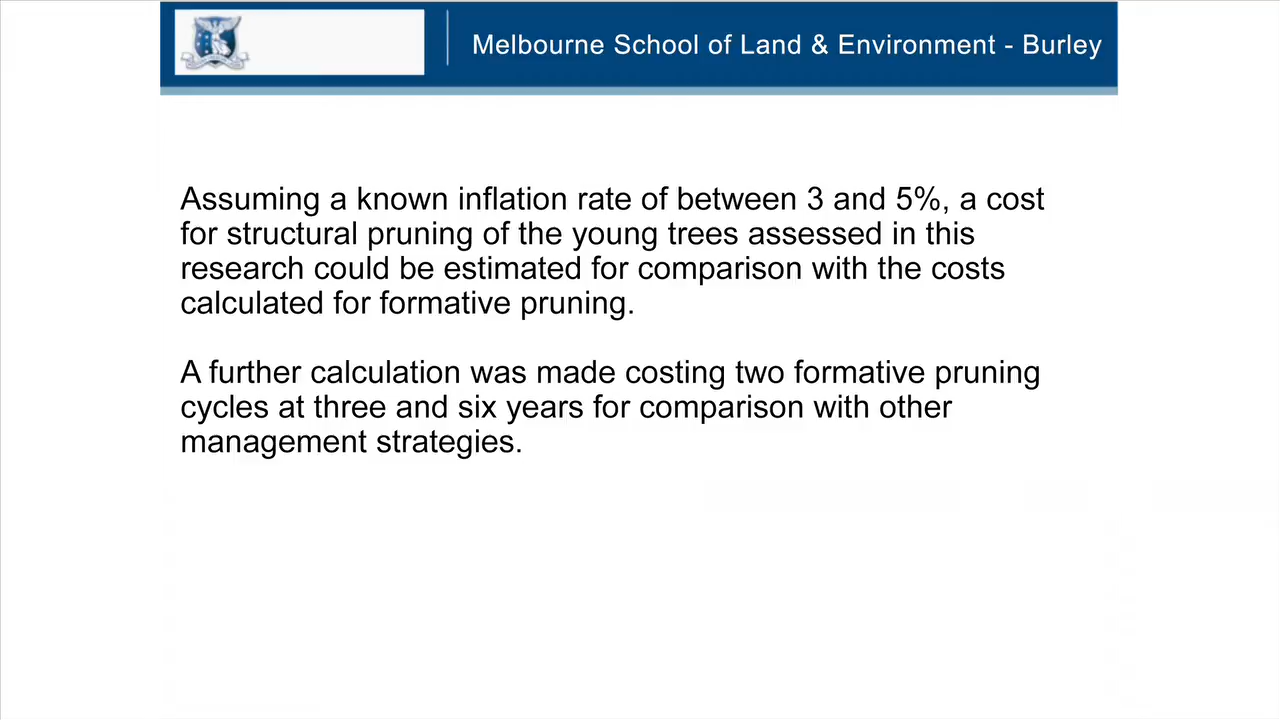 Melbourne School of Land & Environment - Burley
Assuming a known inflation rate of between 3 and 5%, a cost
for structural pruning of the young trees assessed in this
research could be estimated for comparison with the costs
calculated for formative pruning.
A further calculation was made costing two formative pruning
cycles at three and six years for comparison with other
management strategies.